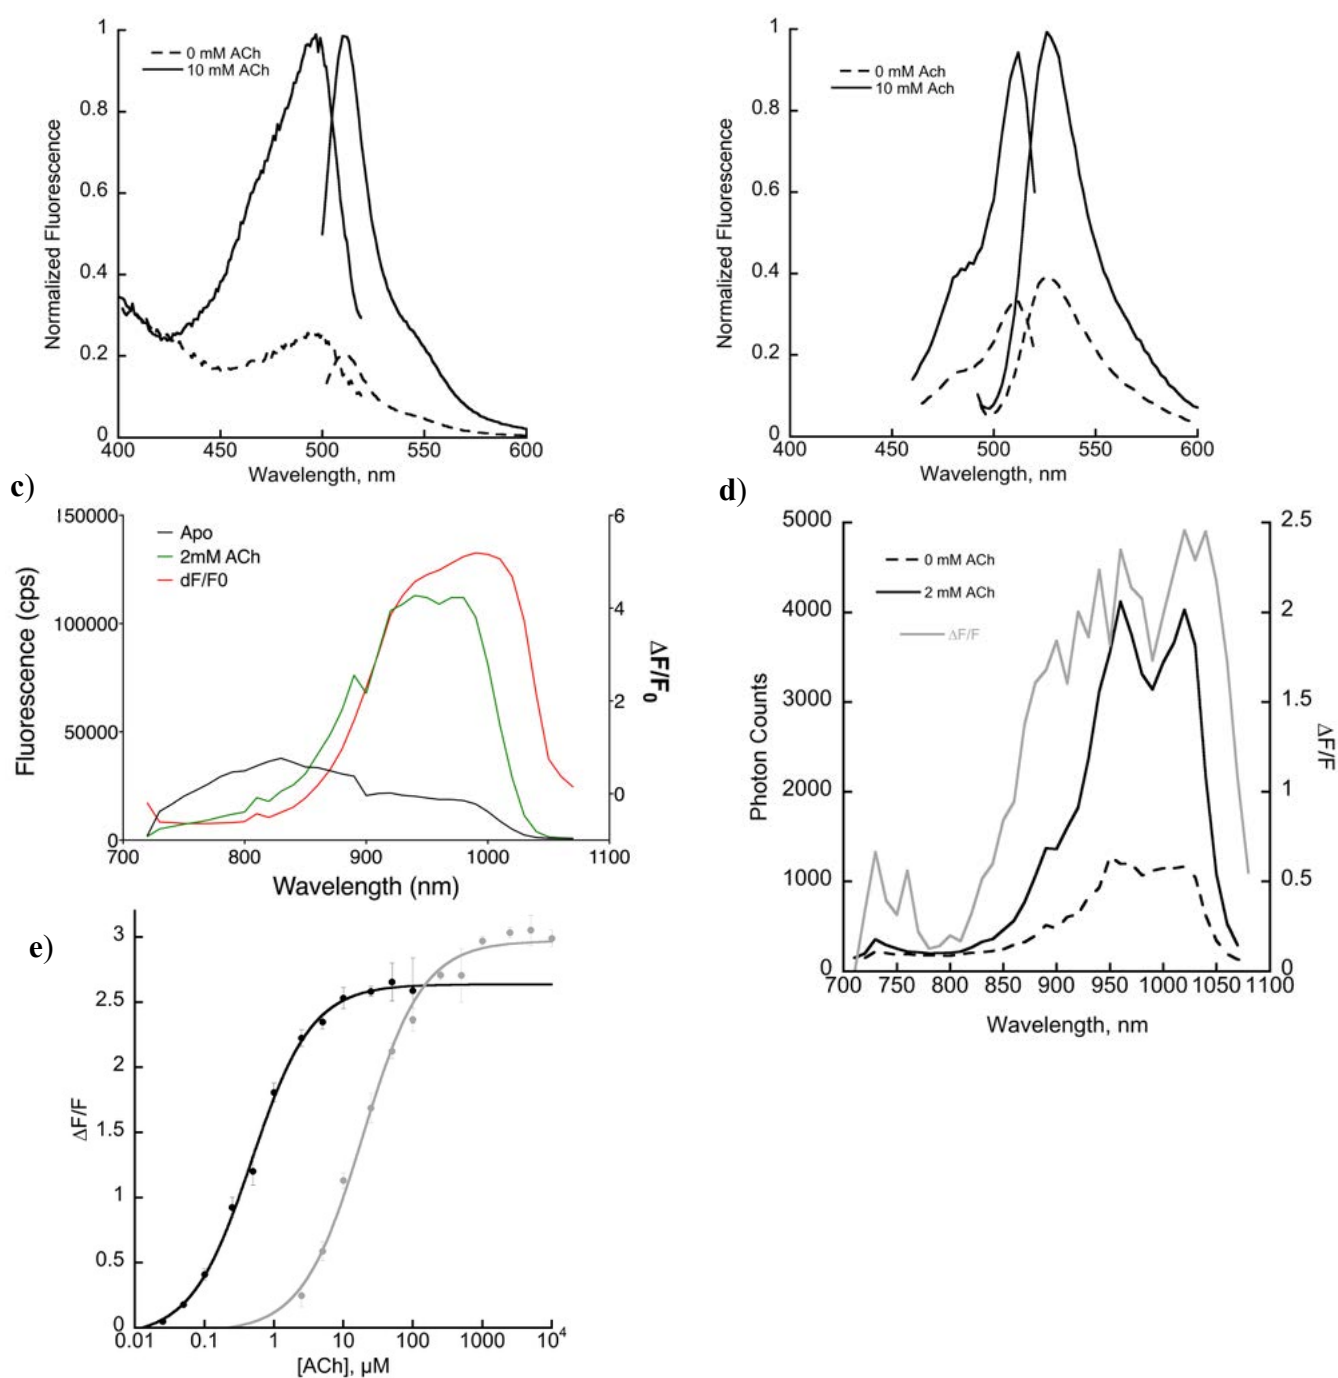 1
0.8
0.6
0.4
0.2
0
400
450
500
550
600
Normalized Fluorescence
Wavelength, nm
0 mM ACh
10 mM ACh
1
0.8
0.6
0.4
0.2
0
400
450
500
550
600
Normalized Fluorescence
Wavelength, nm
0 mM Ach
10 mM Ach
c)
150000
100000
50000
0
700
800
900
1000
1100
6
4
2
0
Fluorescence (cps)
Wavelength (nm)
ΔF/F0
Apo
2mM ACh
dF/F0
d)
5000
4000
3000
2000
1000
0
700
750
800
850
900
950
1000
1050
1100
2.5
2
1.5
1
0.5
0
Photon Counts
Wavelength, nm
ΔF/F
0 mM ACh
2 mM ACh
ΔF/F
e)
3
2.5
2
1.5
1
0.5
0
0.01
0.1
1
10
100
1000
10⁴
ΔF/F
[ACh], µM